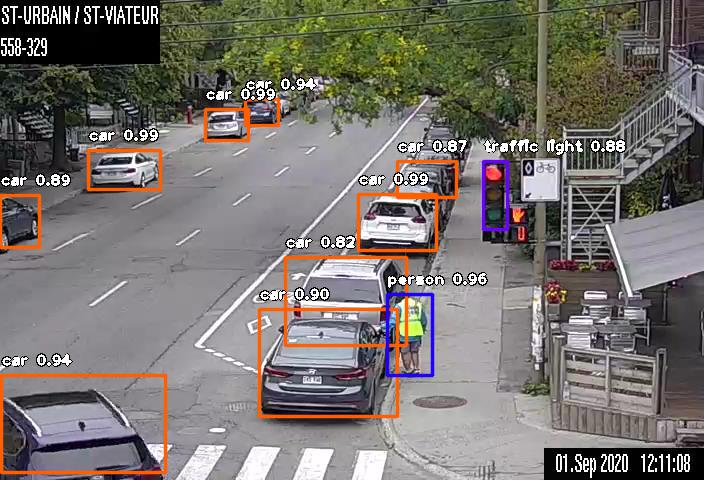 ST-URBAIN / ST-VIATEUR
558-329
car 0.94
car 0.99
car 0.99
car 0.87
traffic light 0.88
car 0.89
car 0.99
car 0.82
person 0.96
car 0.90
car 0.94
01.Sep 2020 12:11:08